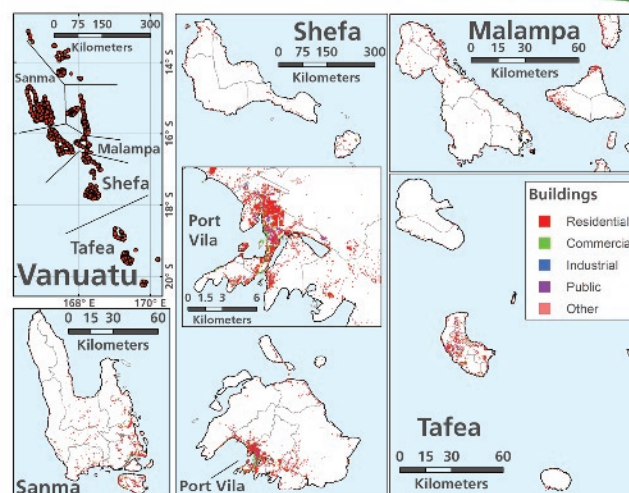 0 75 150 300
Kilometers
14° S
16° S
18° S
20° S
168° E 170° E
Sanma
Malampa
Shefa
Tafea
Vanuatu
Shefa
0 75 150 300
Kilometers
Malampa
0 15 30 60
Kilometers
Port
Vila
0 1.5 3 6
Kilometers
Buildings
Residential
Commercial
Industrial
Public
Other
0 15 30 60
Kilometers
Sanma
Port Vila
Tafea
0 15 30 60
Kilometers